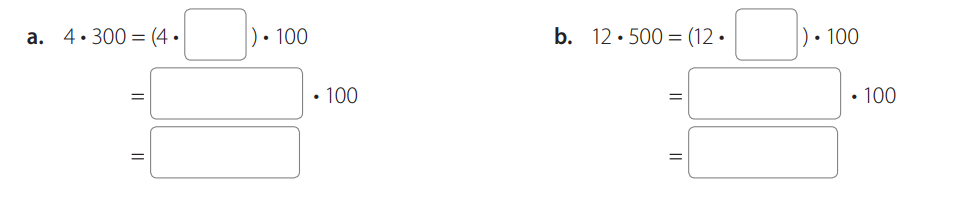 a. 4 • 300 = (4 • ) • 100
= • 100
=
b. 12 • 500 = (12 • ) • 100
= • 100
=